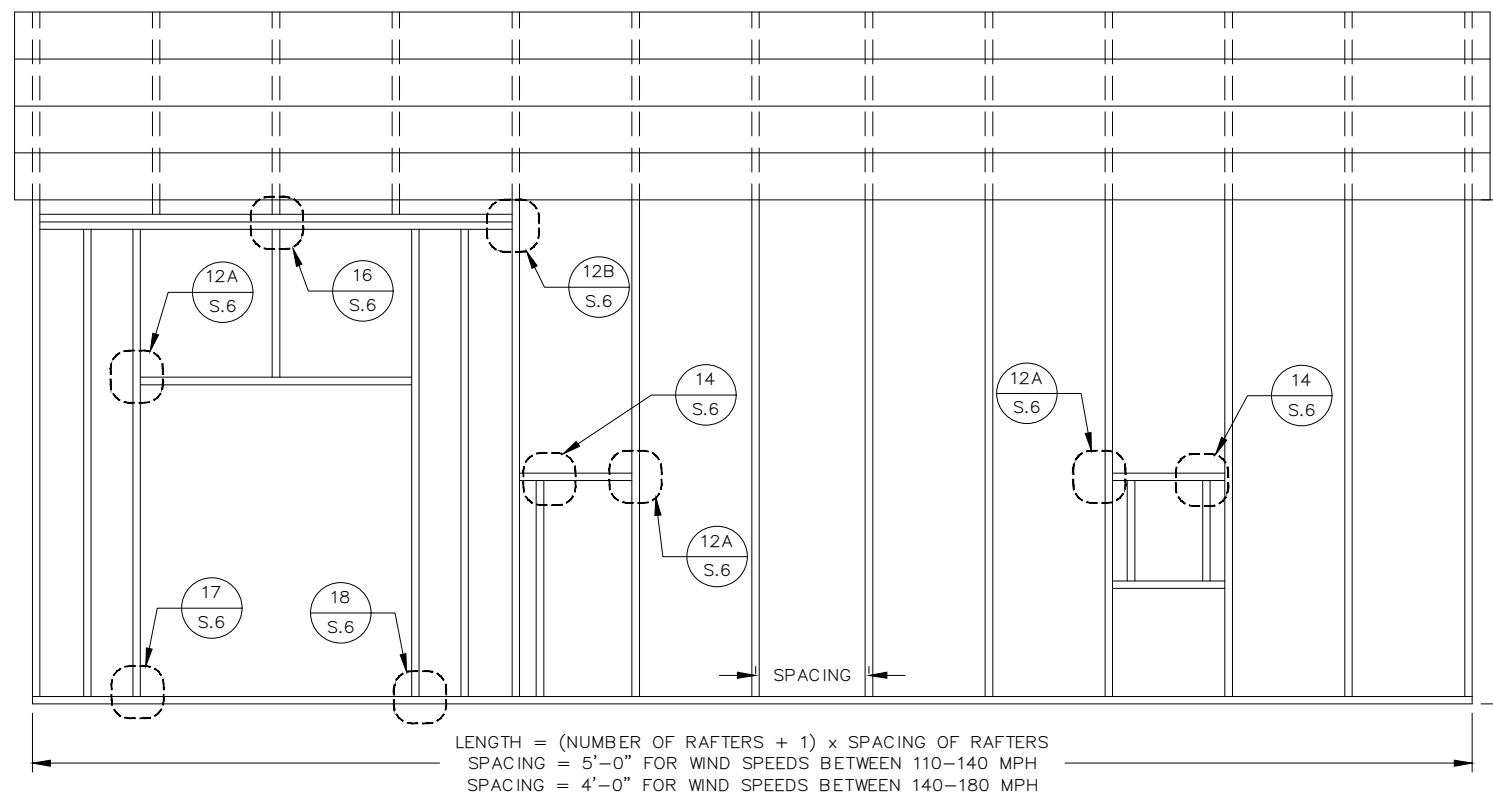 12A
S.6
16
S.6
12B
S.6
14
S.6
12A
S.6
14
S.6
12A
S.6
17
S.6
18
S.6
SPACING
LENGTH = (NUMBER OF RAFTERS + 1) x SPACING OF RAFTERS
SPACING = 5'-0" FOR WIND SPEEDS BETWEEN 110-140 MPH
SPACING = 4'-0" FOR WIND SPEEDS BETWEEN 140-180 MPH